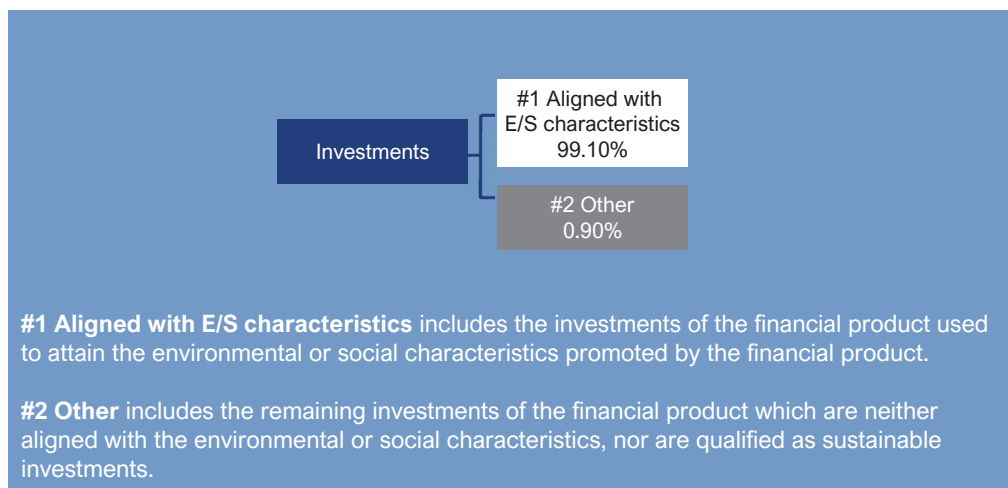 Investments
#1 Aligned with
E/S characteristics
99.10%
#2 Other
0.90%
#1 Aligned with E/S characteristics includes the investments of the financial product used
to attain the environmental or social characteristics promoted by the financial product.
#2 Other includes the remaining investments of the financial product which are neither
aligned with the environmental or social characteristics, nor are qualified as sustainable
investments.